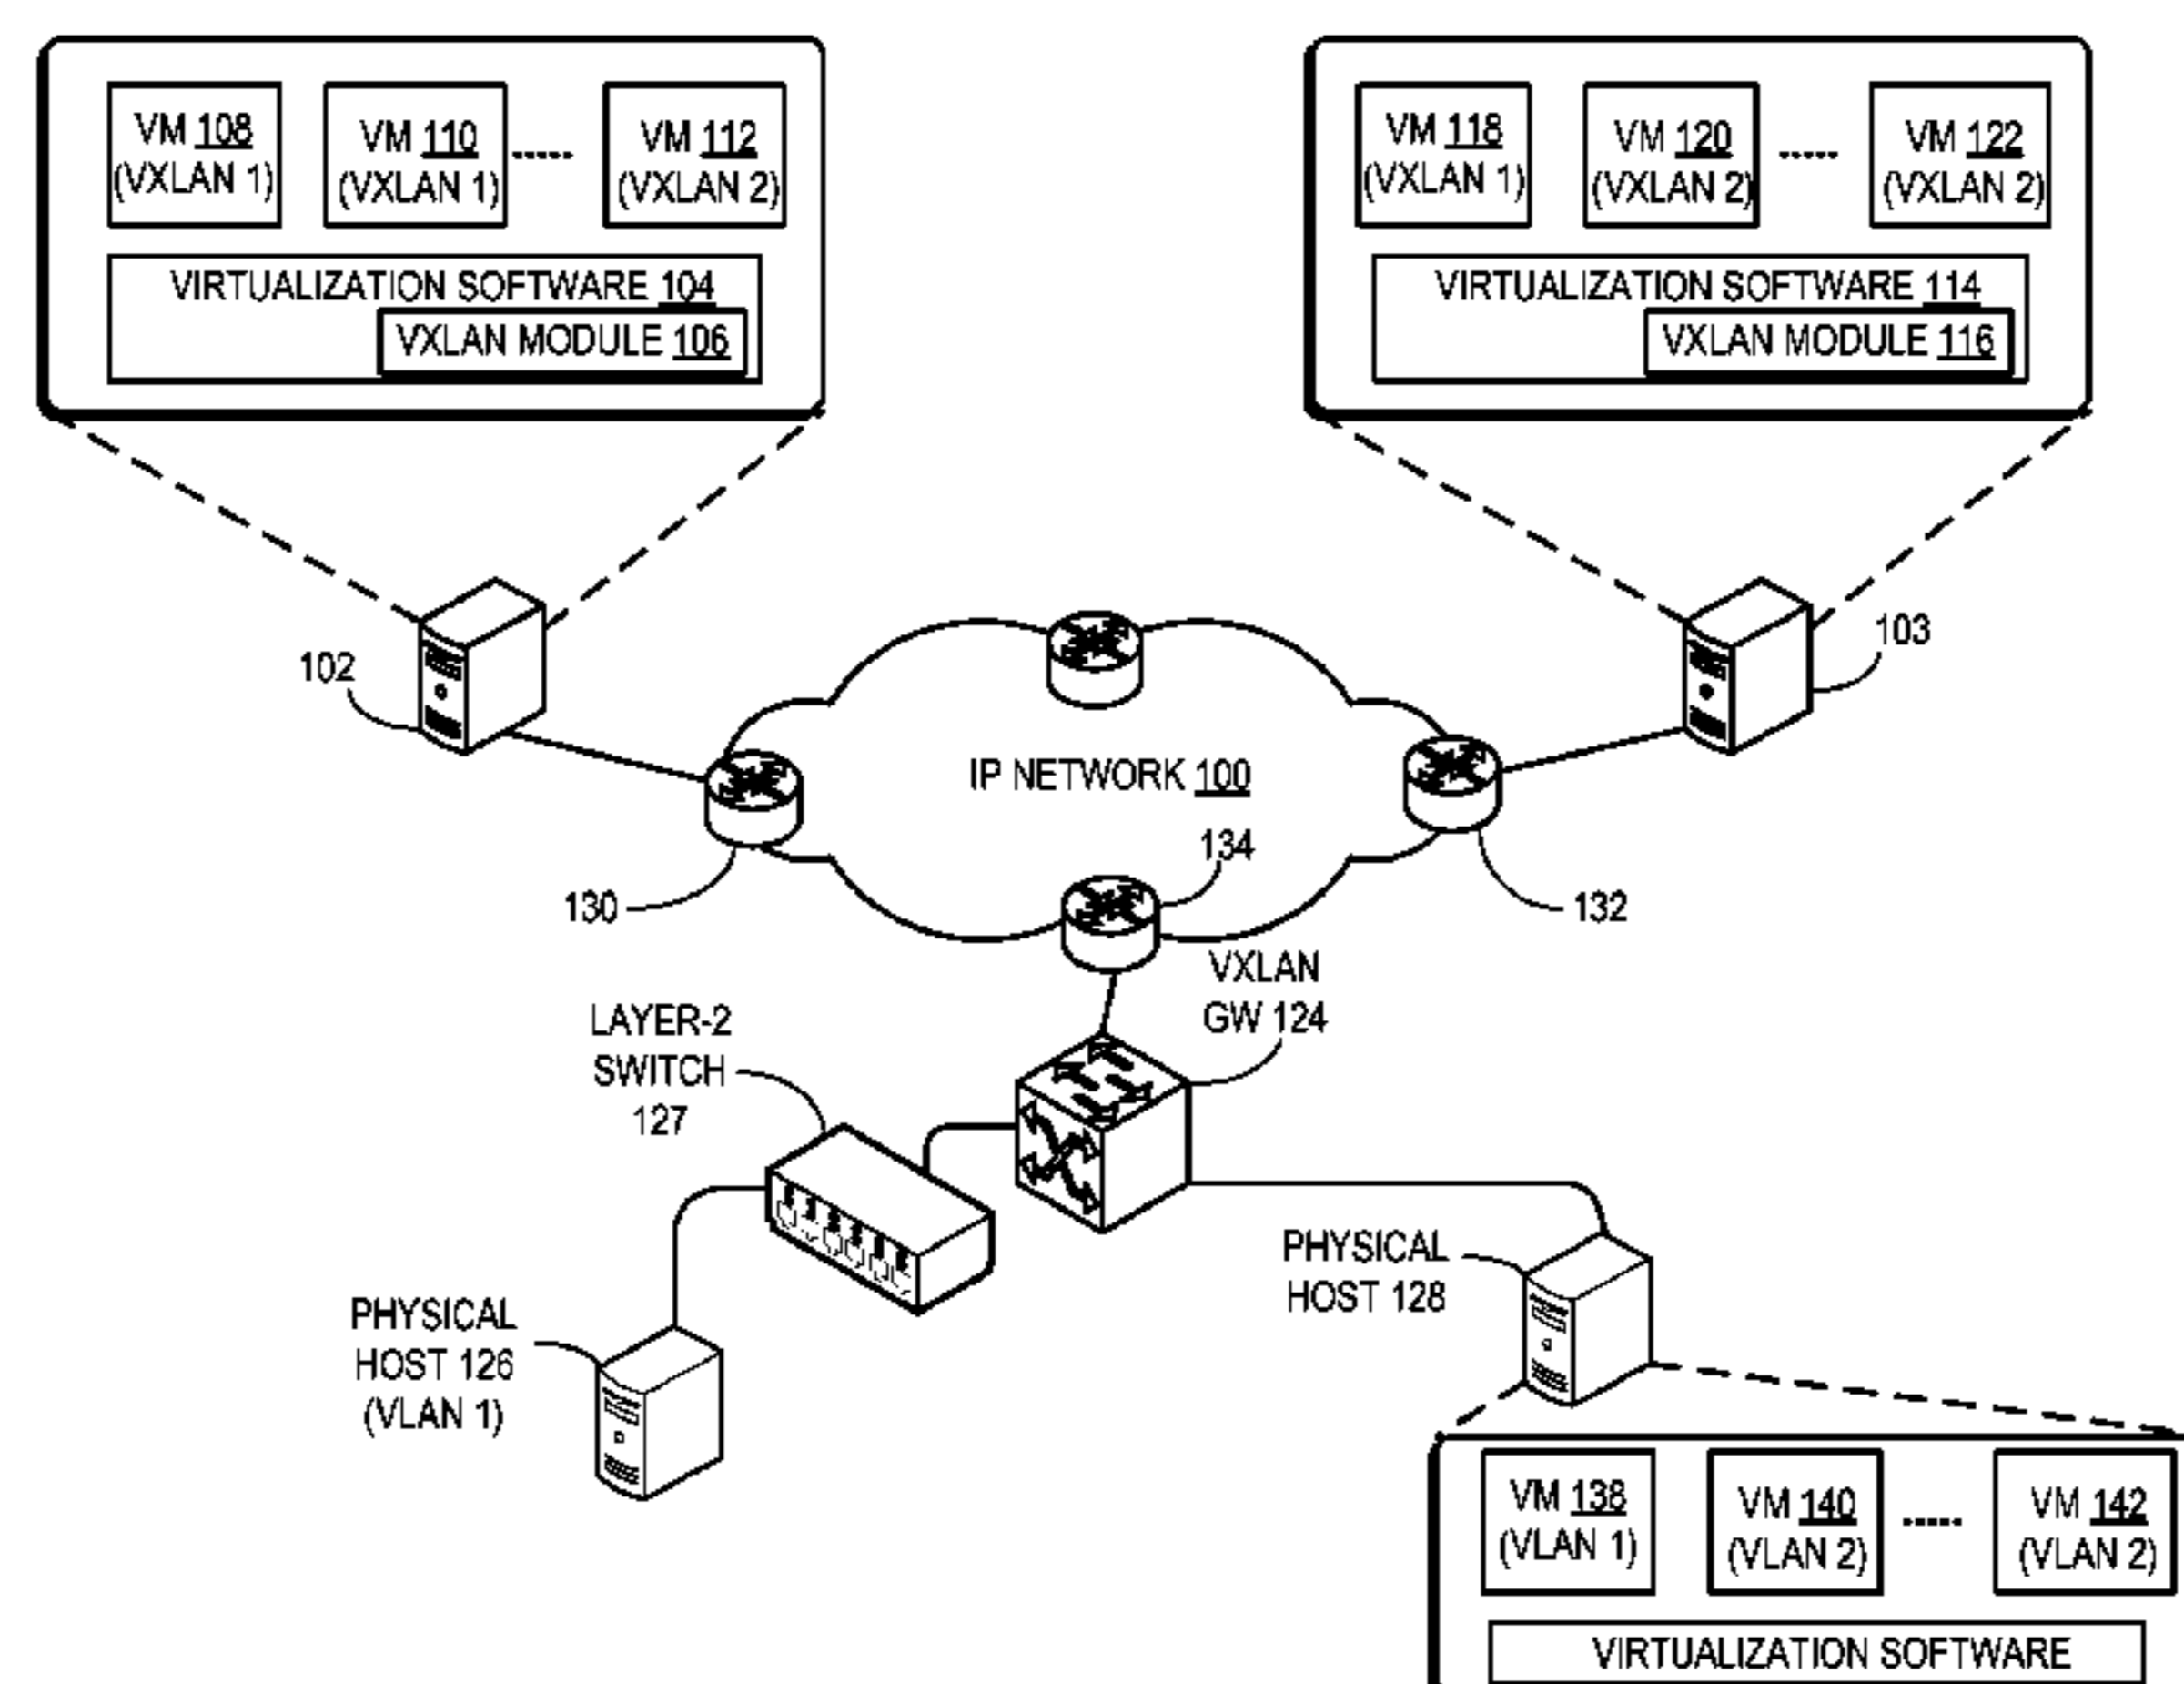 VM 108
(VXLAN 1)
VM 110
(VXLAN 1)
.....
VM 112
(VXLAN 2)
VIRTUALIZATION SOFTWARE 104
VXLAN MODULE 106
VM 118
(VXLAN 1)
VM 120
(VXLAN 2)
.....
VM 122
(VXLAN 2)
VIRTUALIZATION SOFTWARE 114
VXLAN MODULE 116
102
103
IP NETWORK 100
130
134
132
VXLAN
GW 124
LAYER-2
SWITCH
127
PHYSICAL
HOST 126
(VLAN 1)
PHYSICAL
HOST 128
VM 138
(VLAN 1)
VM 140
(VLAN 2)
.....
VM 142
(VLAN 2)
VIRTUALIZATION SOFTWARE